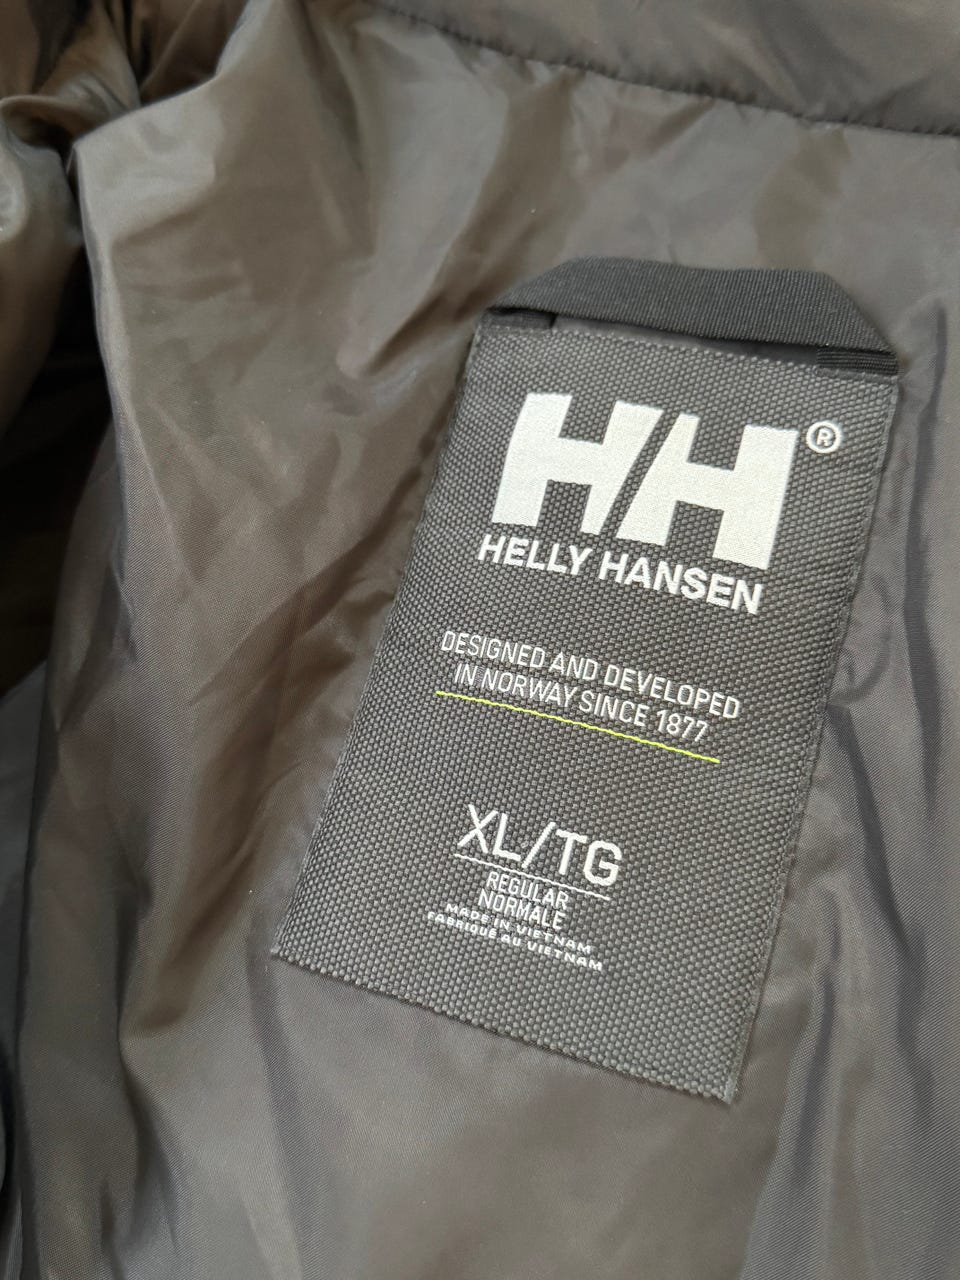 HH®
HELLY HANSEN
DESIGNED AND DEVELOPED
IN NORWAY SINCE 1877
XL/TG
REGULAR
NORMALE
MADE IN VIETNAM
FABRIQUÉ AU VIETNAM